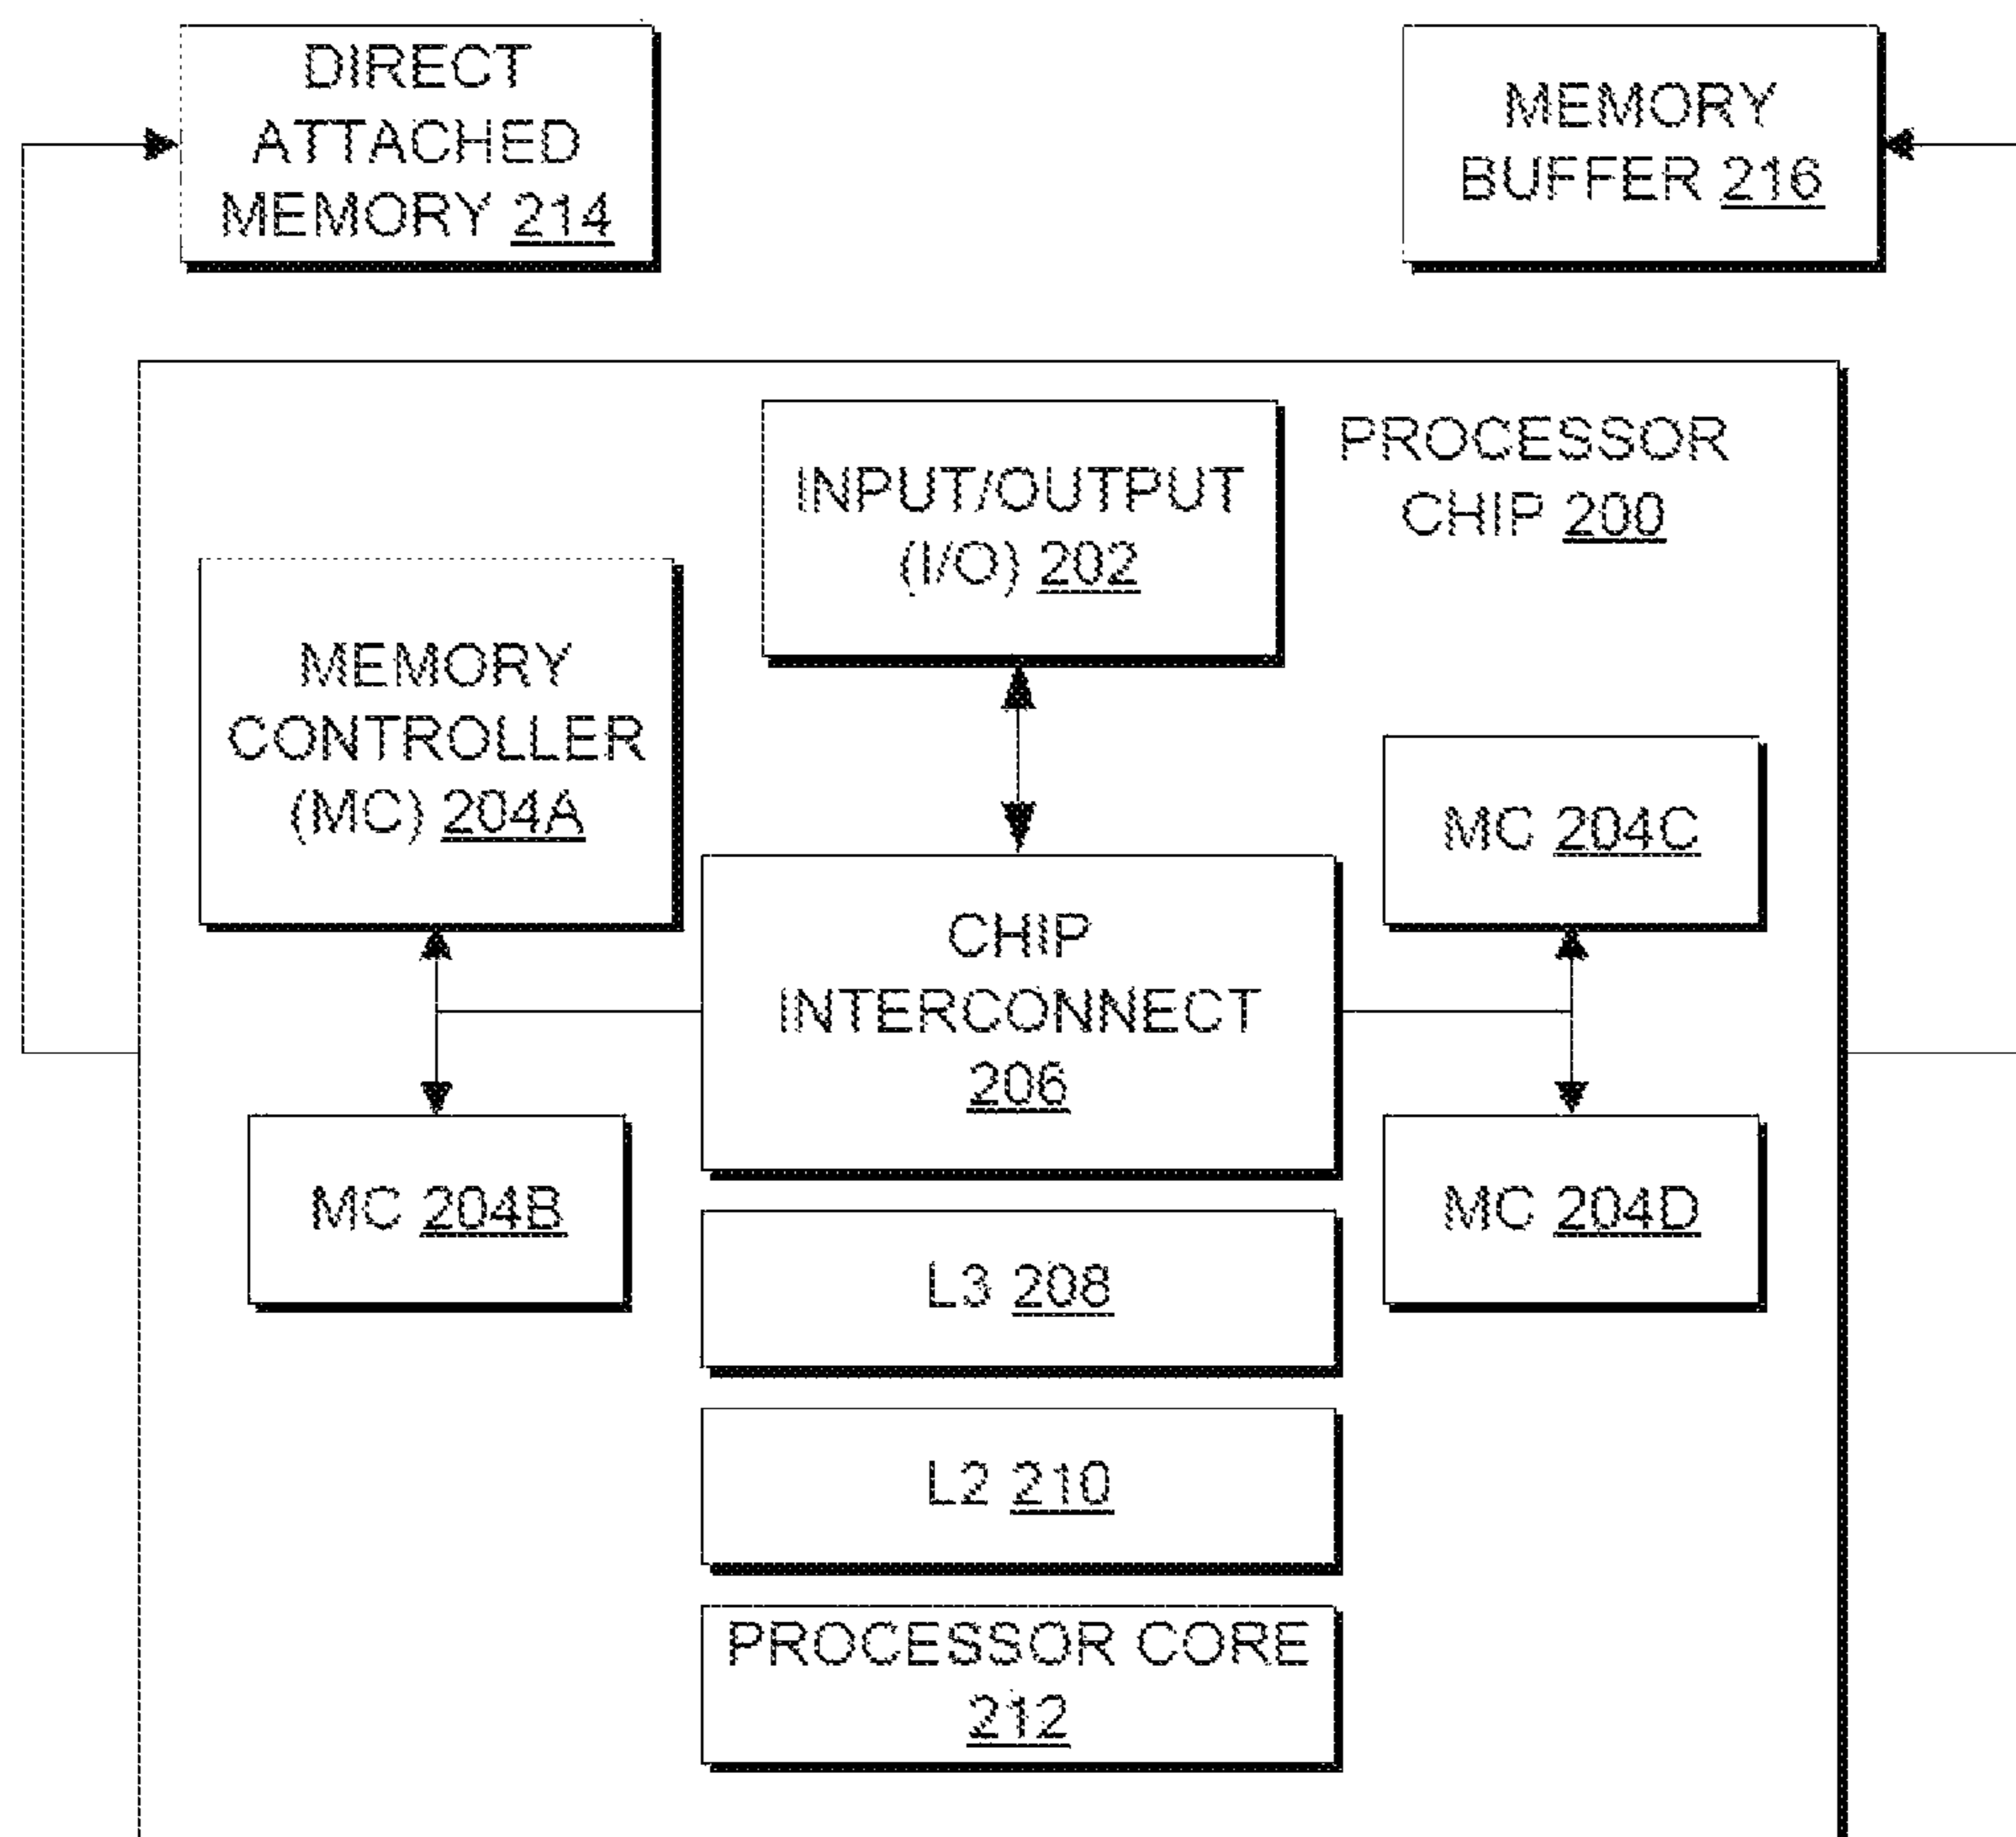 DIRECT
ATTACHED
MEMORY 214
MEMORY
BUFFER 216
PROCESSOR
CHIP 200
INPUT/OUTPUT
(I/O) 202
MEMORY
CONTROLLER
(MC) 204A
MC 204C
CHIP
INTERCONNECT
206
MC 204B
MC 204D
L3 208
L2 210
PROCESSOR CORE
212